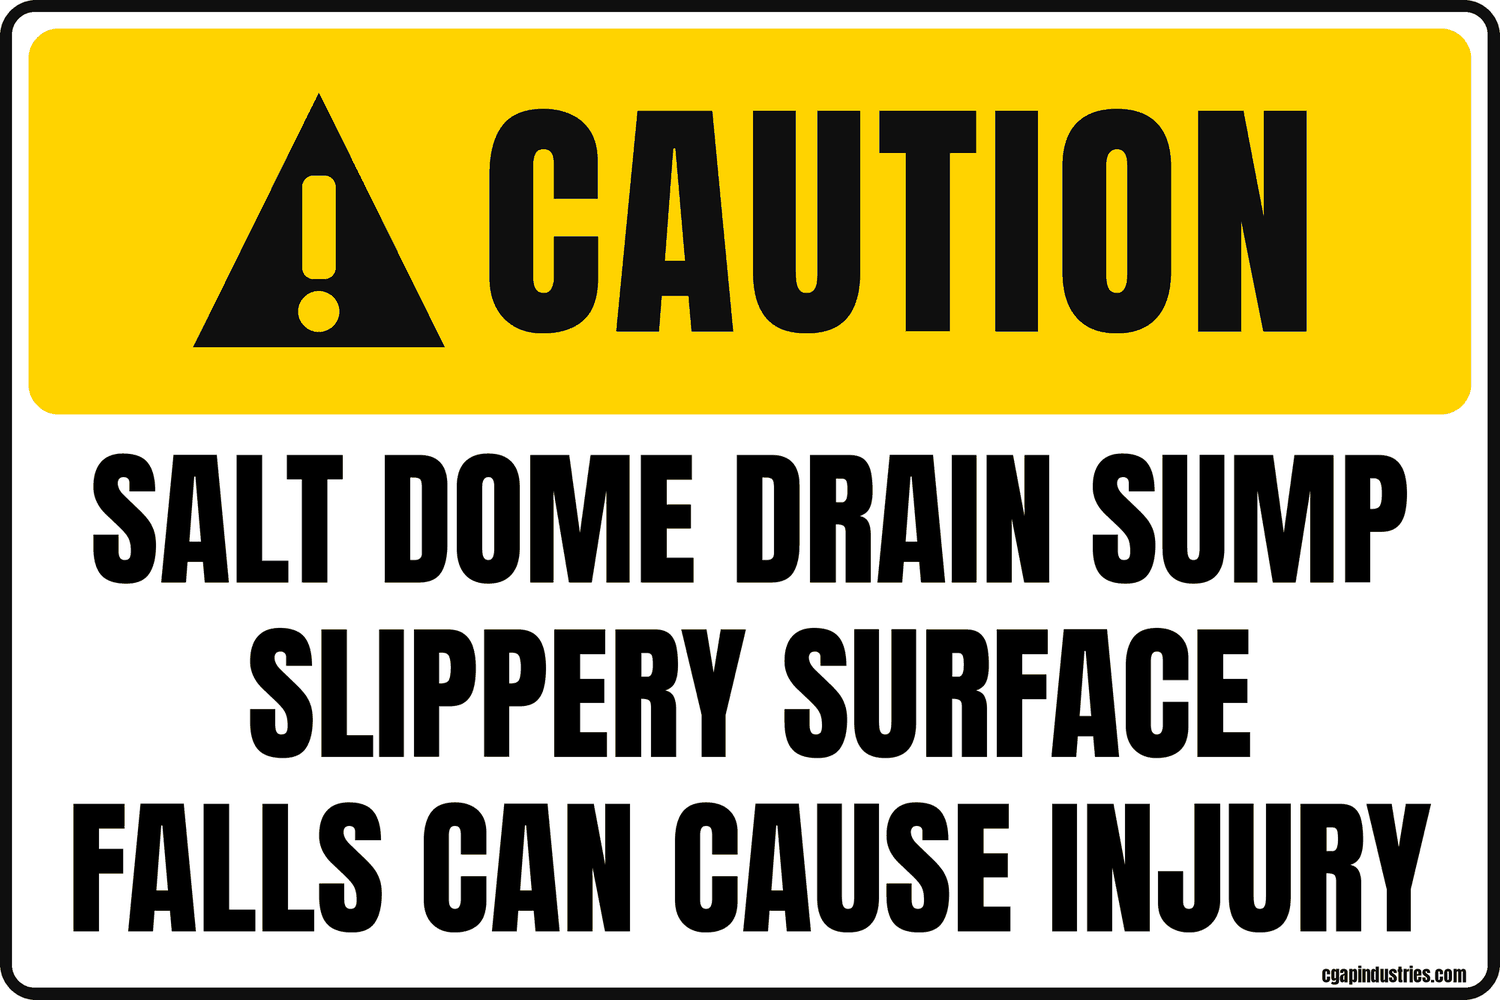 CAUTION
SALT DOME DRAIN SUMP
SLIPPERY SURFACE
FALLS CAN CAUSE INJURY
cgapindustries.com